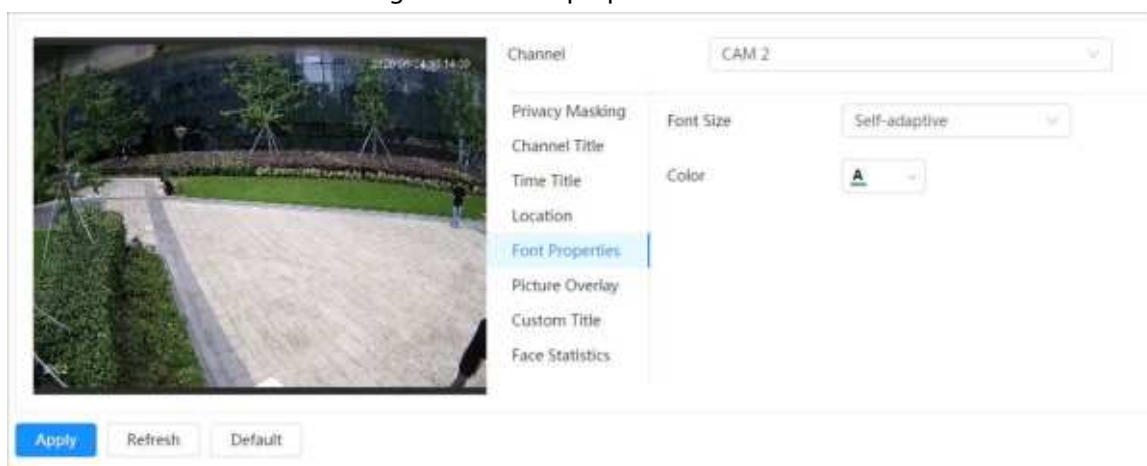 Channel
CAM 2
Privacy Masking
Channel Title
Time Title
Location
Font Properties
Picture Overlay
Custom Title
Face Statistics
Font Size
Self-adaptive
Color
A
Apply
Refresh
Default